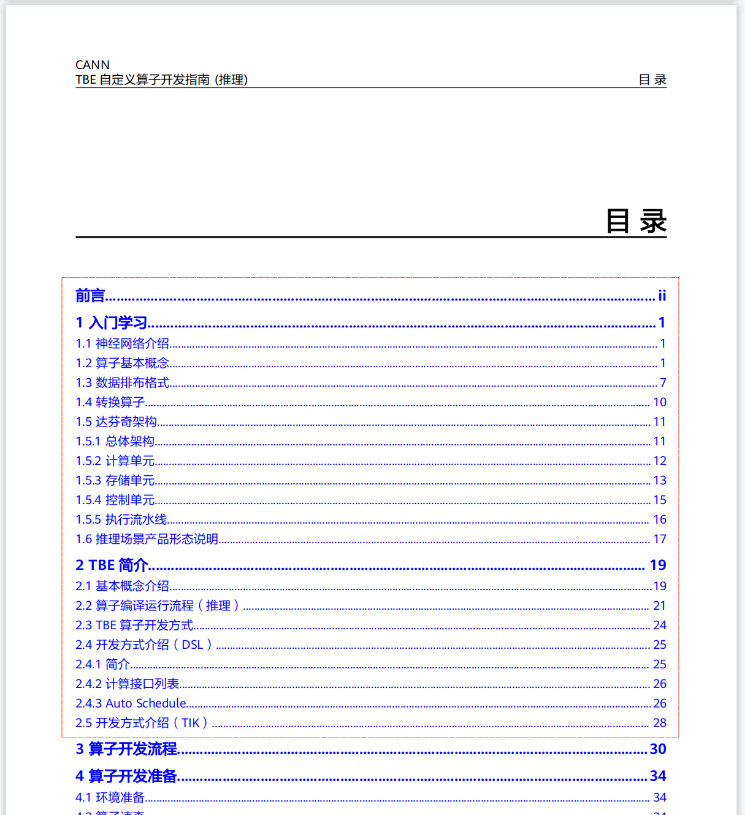 CANN
TBE 自定义算子开发指南 (推理) 目 录
目 录
前言 ii
1 入门学习 1
1.1 神经网络介绍 1
1.2 算子基本概念 1
1.3 数据排布格式 7
1.4 转换算子 10
1.5 达芬奇架构 11
1.5.1 总体架构 11
1.5.2 计算单元 12
1.5.3 存储单元 13
1.5.4 控制单元 15
1.5.5 执行流水线 16
1.6 推理场景产品形态说明 17
2 TBE 简介 19
2.1 基本概念介绍 19
2.2 算子编译运行流程（推理） 21
2.3 TBE 算子开发方式 24
2.4 开发方式介绍（DSL） 25
2.4.1 简介 25
2.4.2 计算接口列表 26
2.4.3 Auto Schedule 26
2.5 开发方式介绍（TIK） 28
3 算子开发流程 30
4 算子开发准备 34
4.1 环境准备 34